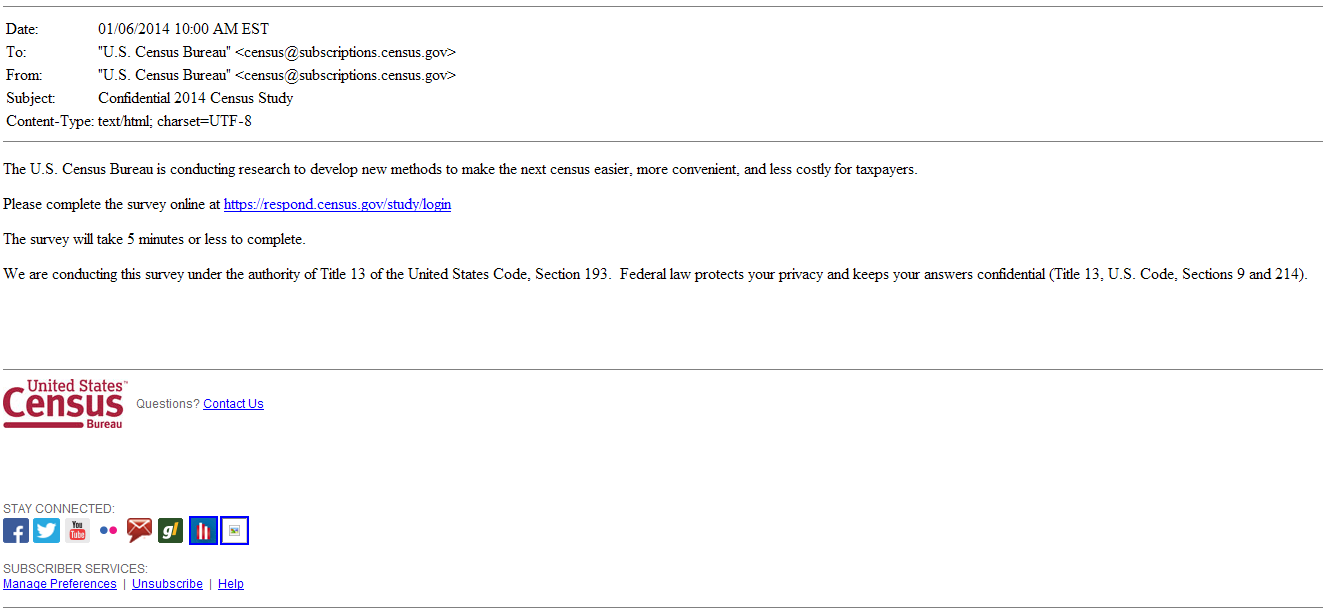 Date: 01/06/2014 10:00 AM EST
To: "U.S. Census Bureau" <census@subscriptions.census.gov>
From: "U.S. Census Bureau" <census@subscriptions.census.gov>
Subject: Confidential 2014 Census Study
Content-Type: text/html; charset=UTF-8
The U.S. Census Bureau is conducting research to develop new methods to make the next census easier, more convenient, and less costly for taxpayers.
Please complete the survey online at https://respond.census.gov/study/login
The survey will take 5 minutes or less to complete.
We are conducting this survey under the authority of Title 13 of the United States Code, Section 193.  Federal law protects your privacy and keeps your answers confidential (Title 13, U.S. Code, Sections 9 and 214).
United States™
Census
Bureau
Questions? Contact Us
STAY CONNECTED:
f You Tube gl
SUBSCRIBER SERVICES:
Manage Preferences | Unsubscribe | Help